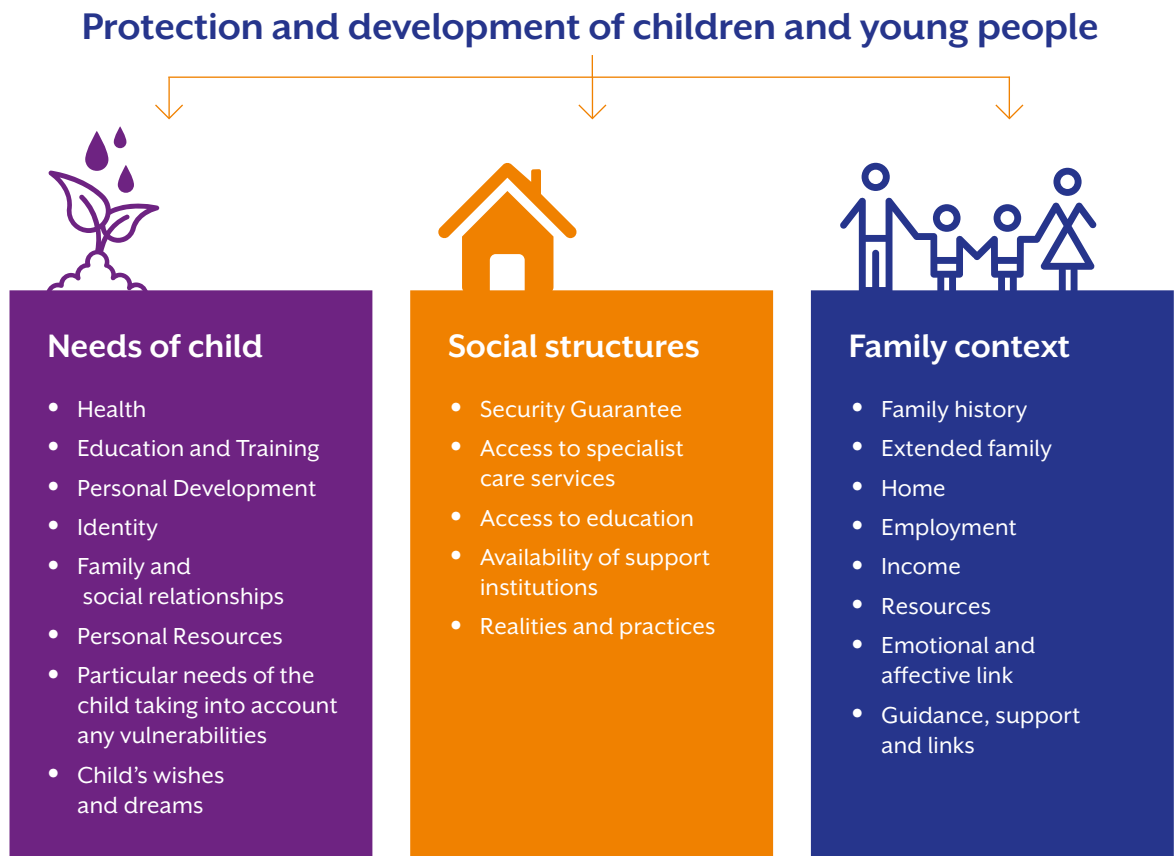 Protection and development of children and young people
Needs of child
• Health
• Education and Training
• Personal Development
• Identity
• Family and
social relationships
• Personal Resources
• Particular needs of the
child taking into account
any vulnerabilities
• Child’s wishes
and dreams
Social structures
• Security Guarantee
• Access to specialist
care services
• Access to education
• Availability of support
institutions
• Realities and practices
Family context
• Family history
• Extended family
• Home
• Employment
• Income
• Resources
• Emotional and
affective link
• Guidance, support
and links